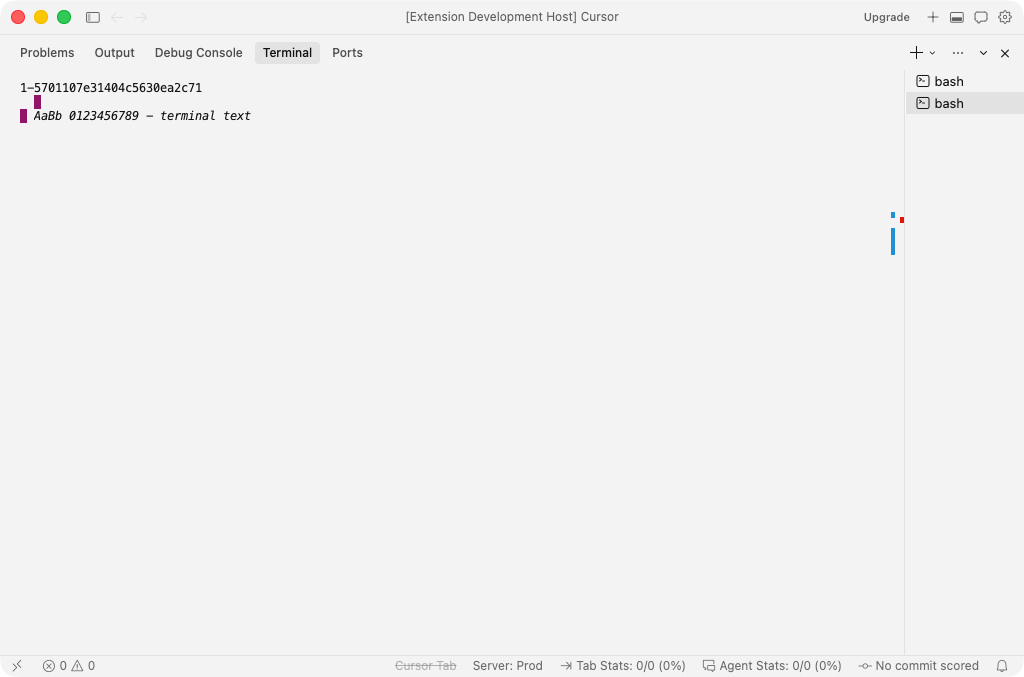 [Extension Development Host] Cursor
Upgrade
Problems Output Debug Console Terminal Ports
1-5701107e31404c5630ea2c71
AaBb 0123456789 — terminal text
bash
bash
0 0 Cursor Tab Server: Prod Tab Stats: 0/0 (0%) Agent Stats: 0/0 (0%) No commit scored